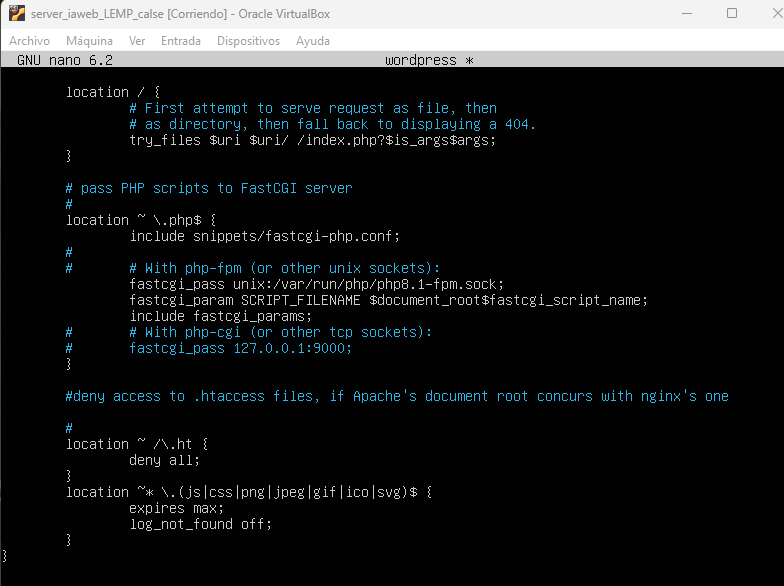 server_iaweb_LEMP_calse [Corriendo] - Oracle VirtualBox
Archivo Máquina Ver Entrada Dispositivos Ayuda
GNU nano 6.2 wordpress *
location / {
# First attempt to serve request as file, then
# as directory, then fall back to displaying a 404.
try_files $uri $uri/ /index.php?$is_args$args;
}
# pass PHP scripts to FastCGI server
#
location ~ \.php$ {
include snippets/fastcgi-php.conf;
#
# # With php-fpm (or other unix sockets):
fastcgi_pass unix:/var/run/php/php8.1-fpm.sock;
fastcgi_param SCRIPT_FILENAME $document_root$fastcgi_script_name;
include fastcgi_params;
# # With php-cgi (or other tcp sockets):
# fastcgi_pass 127.0.0.1:9000;
}
#deny access to .htaccess files, if Apache's document root concurs with nginx's one
#
location ~ /\.ht {
deny all;
}
location ~* \.(js|css|png|jpeg|gif|ico|svg)$ {
expires max;
log_not_found off;
}
}